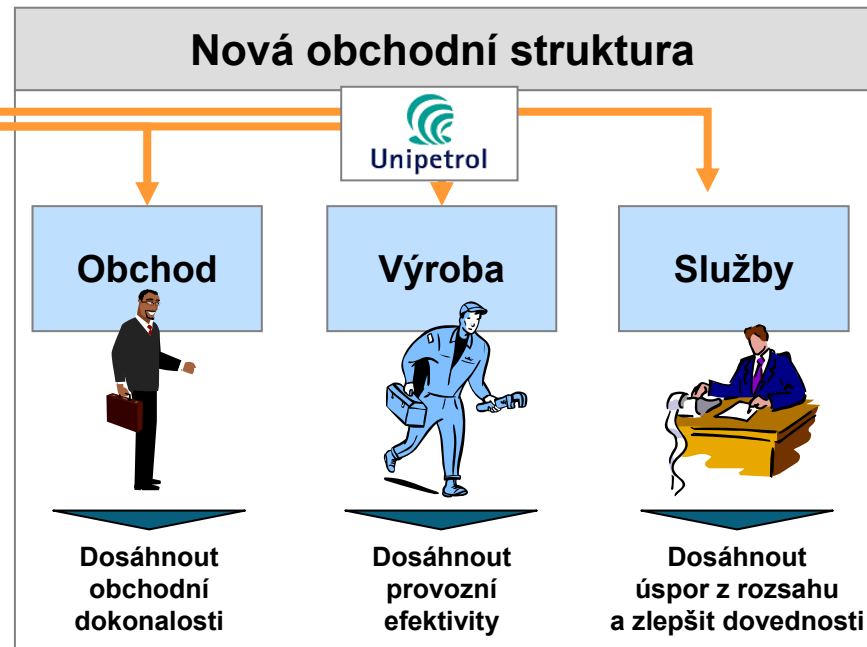 Nová obchodní struktura
Unipetrol
Obchod
Výroba
Služby
Dosáhnout
obchodní
dokonalosti
Dosáhnout
provozní
efektivity
Dosáhnout
úspor z rozsahu
a zlepšit dovednosti